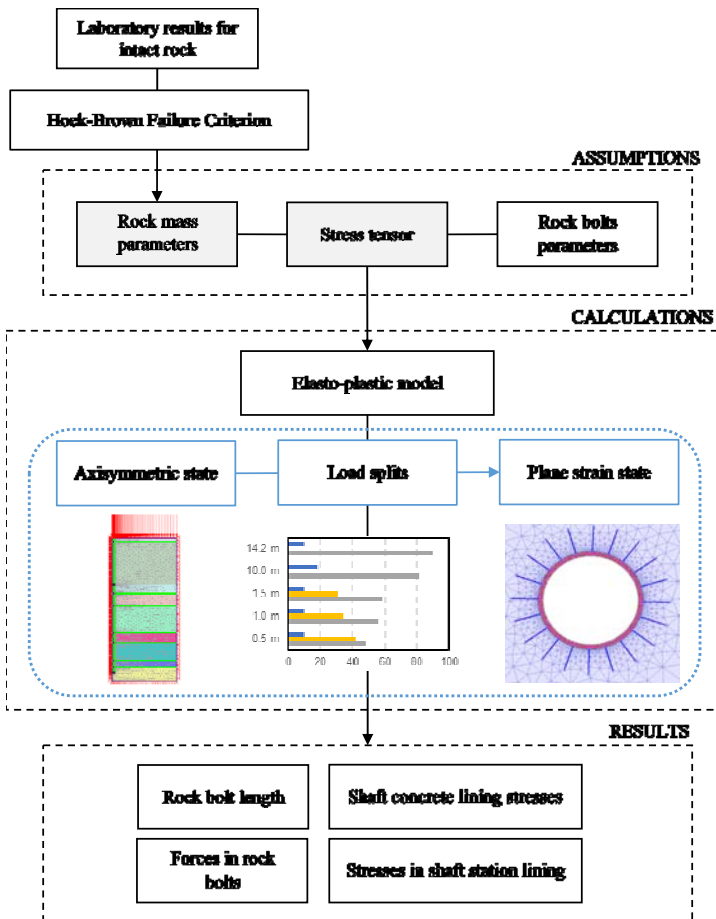 Laboratory results for
intact rock
Hoek-Brown Failure Criterion
ASSUMPTIONS
Rock mass
parameters
Stress tensor
Rock bolts
parameters
CALCULATIONS
Elasto-plastic model
Axisymmetric state
Load splits
Plane strain state
14.2 m
10.0 m
1.5 m
1.0 m
0.5 m
0 20 40 60 80 100
RESULTS
Rock bolt length
Shaft concrete lining stresses
Forces in rock
bolts
Stresses in shaft station lining